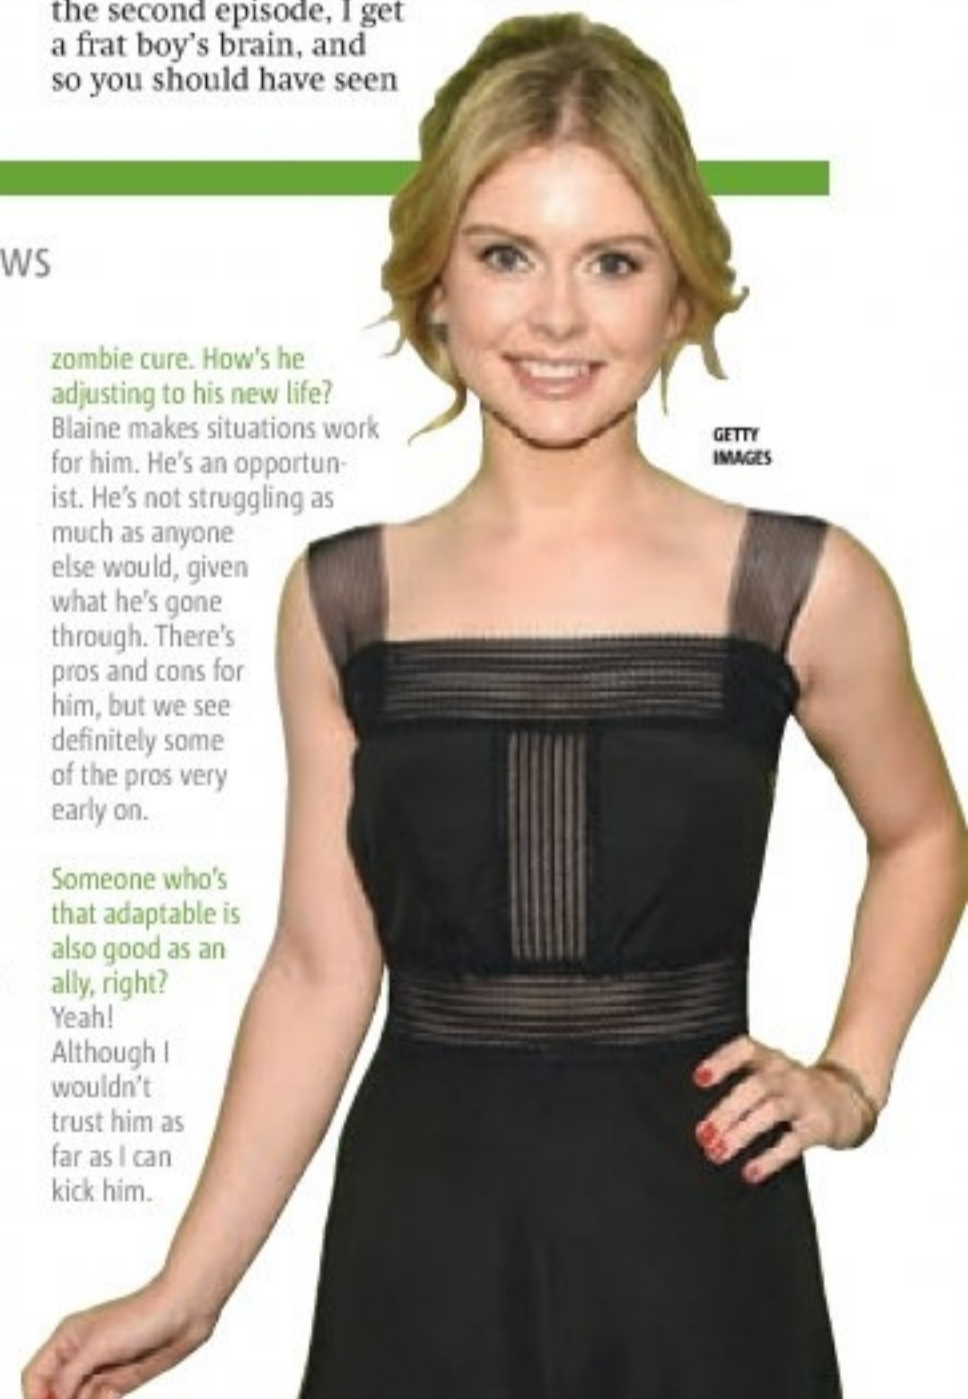 the second episode, I get
a frat boy's brain, and
so you should have seen
WS
zombie cure. How's he
adjusting to his new life?
Blaine makes situations work
for him. He's an opportun-
ist. He's not struggling as
much as anyone
else would, given
what he's gone
through. There's
pros and cons for
him, but we see
definitely some
of the pros very
early on.
Someone who's
that adaptable is
also good as an
ally, right?
Yeah!
Although I
wouldn't
trust him as
far as I can
kick him.
GETTY
IMAGES